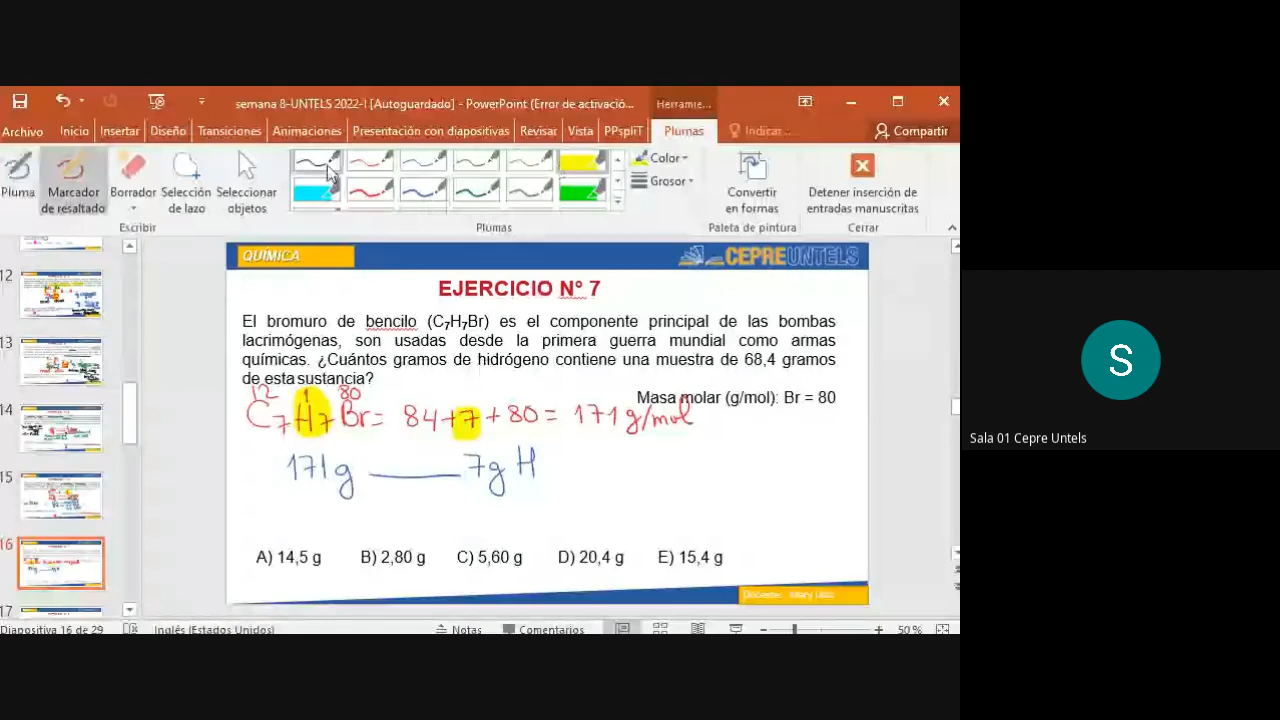 semana 8-UNTELS 2022-I [Autoguardado] - PowerPoint (Error de activació...
Herramie...
Archivo Inicio Insertar Diseño Transiciones Animaciones Presentación con diapositivas Revisar Vista PPspliT Plumas Indicar... Compartir
Pluma Marcador de resaltado Borrador Selección de lazo Seleccionar objetos
Color
Grosor
Convertir en formas
Detener inserción de entradas manuscritas
Escribir Plumas Paleta de pintura Cerrar
12
13
14
15
16
17
QUÍMICA
CEPREUNTELS
EJERCICIO N° 7
El bromuro de bencilo (C₇H₇Br) es el componente principal de las bombas
lacrimógenas, son usadas desde la primera guerra mundial como armas
químicas. ¿Cuántos gramos de hidrógeno contiene una muestra de 68,4 gramos
de esta sustancia?
Masa molar (g/mol): Br = 80
12 1 80
C₇H₇Br = 84+7+80 = 171 g/mol
171g 7g H
A) 14,5 g B) 2,80 g C) 5,60 g D) 20,4 g E) 15,4 g
Diapositiva 16 de 29 Inglés (Estados Unidos) Notas Comentarios 50 %
S
Sala 01 Cepre Untels